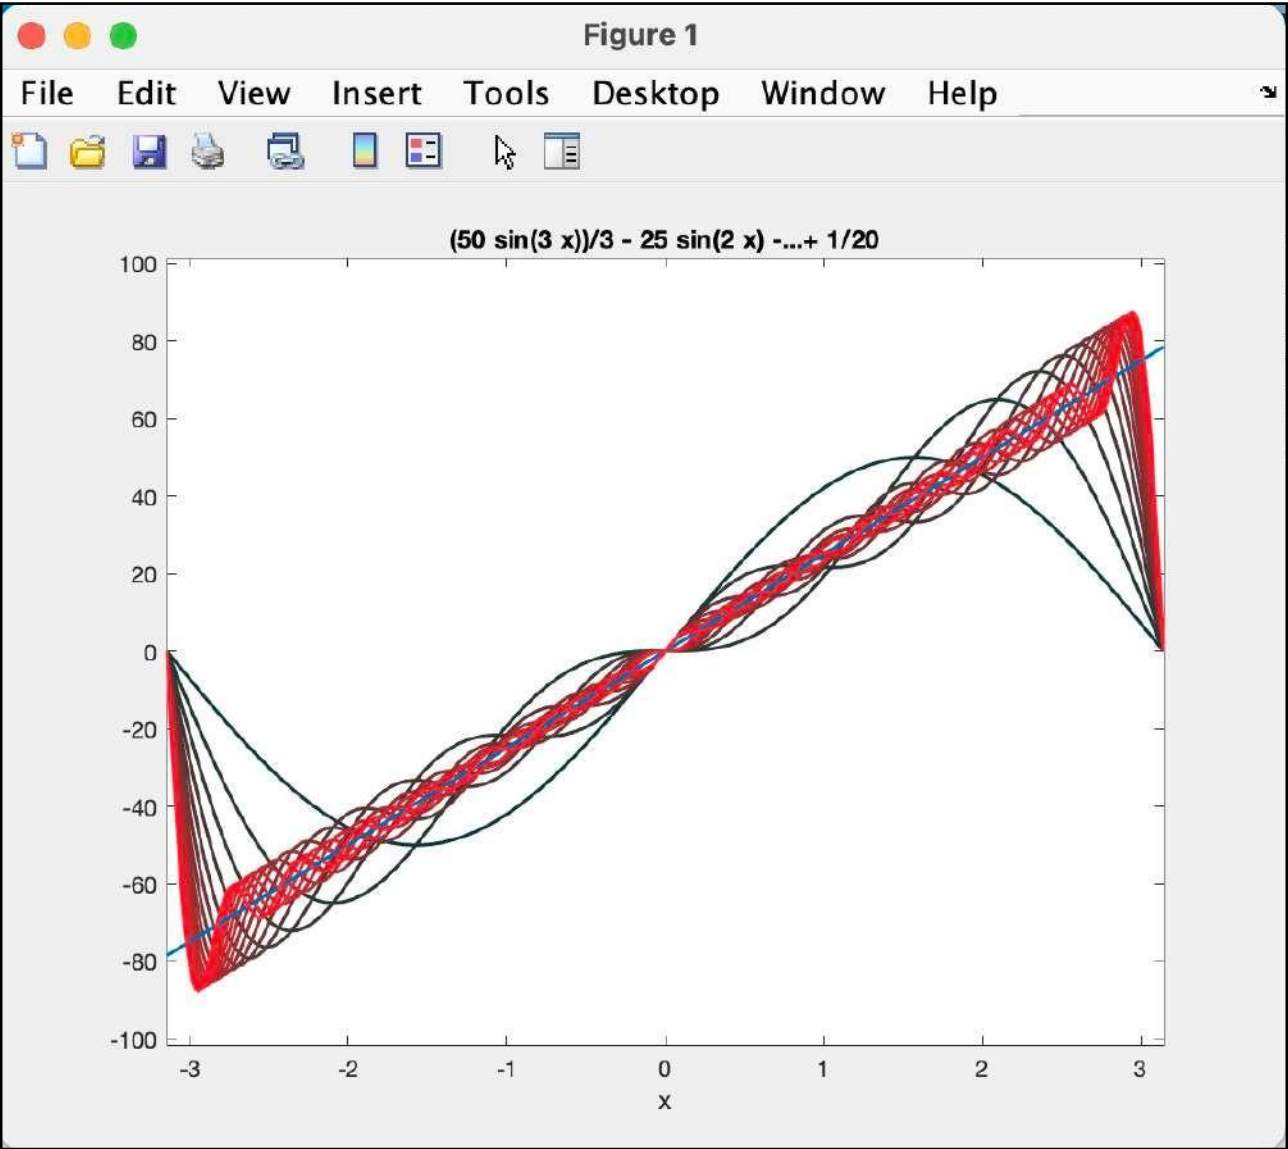 Figure 1
File Edit View Insert Tools Desktop Window Help
(50 sin(3 x))/3 - 25 sin(2 x) -...+ 1/20
100
80
60
40
20
0
-20
-40
-60
-80
-100
-3 -2 -1 0 1 2 3
x